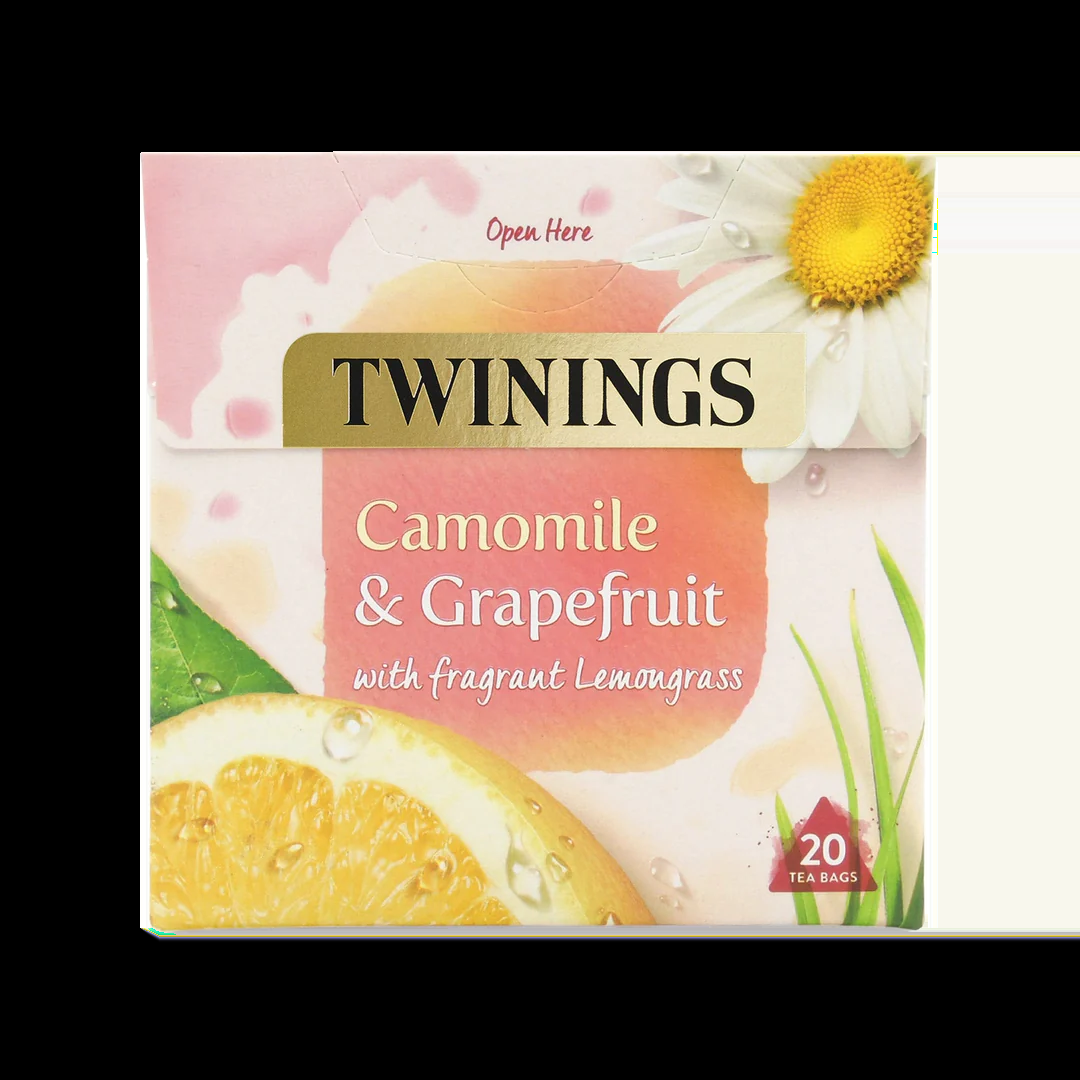 Open Here
TWININGS
Camomile
& Grapefruit
with fragrant Lemongrass
20
TEA BAGS